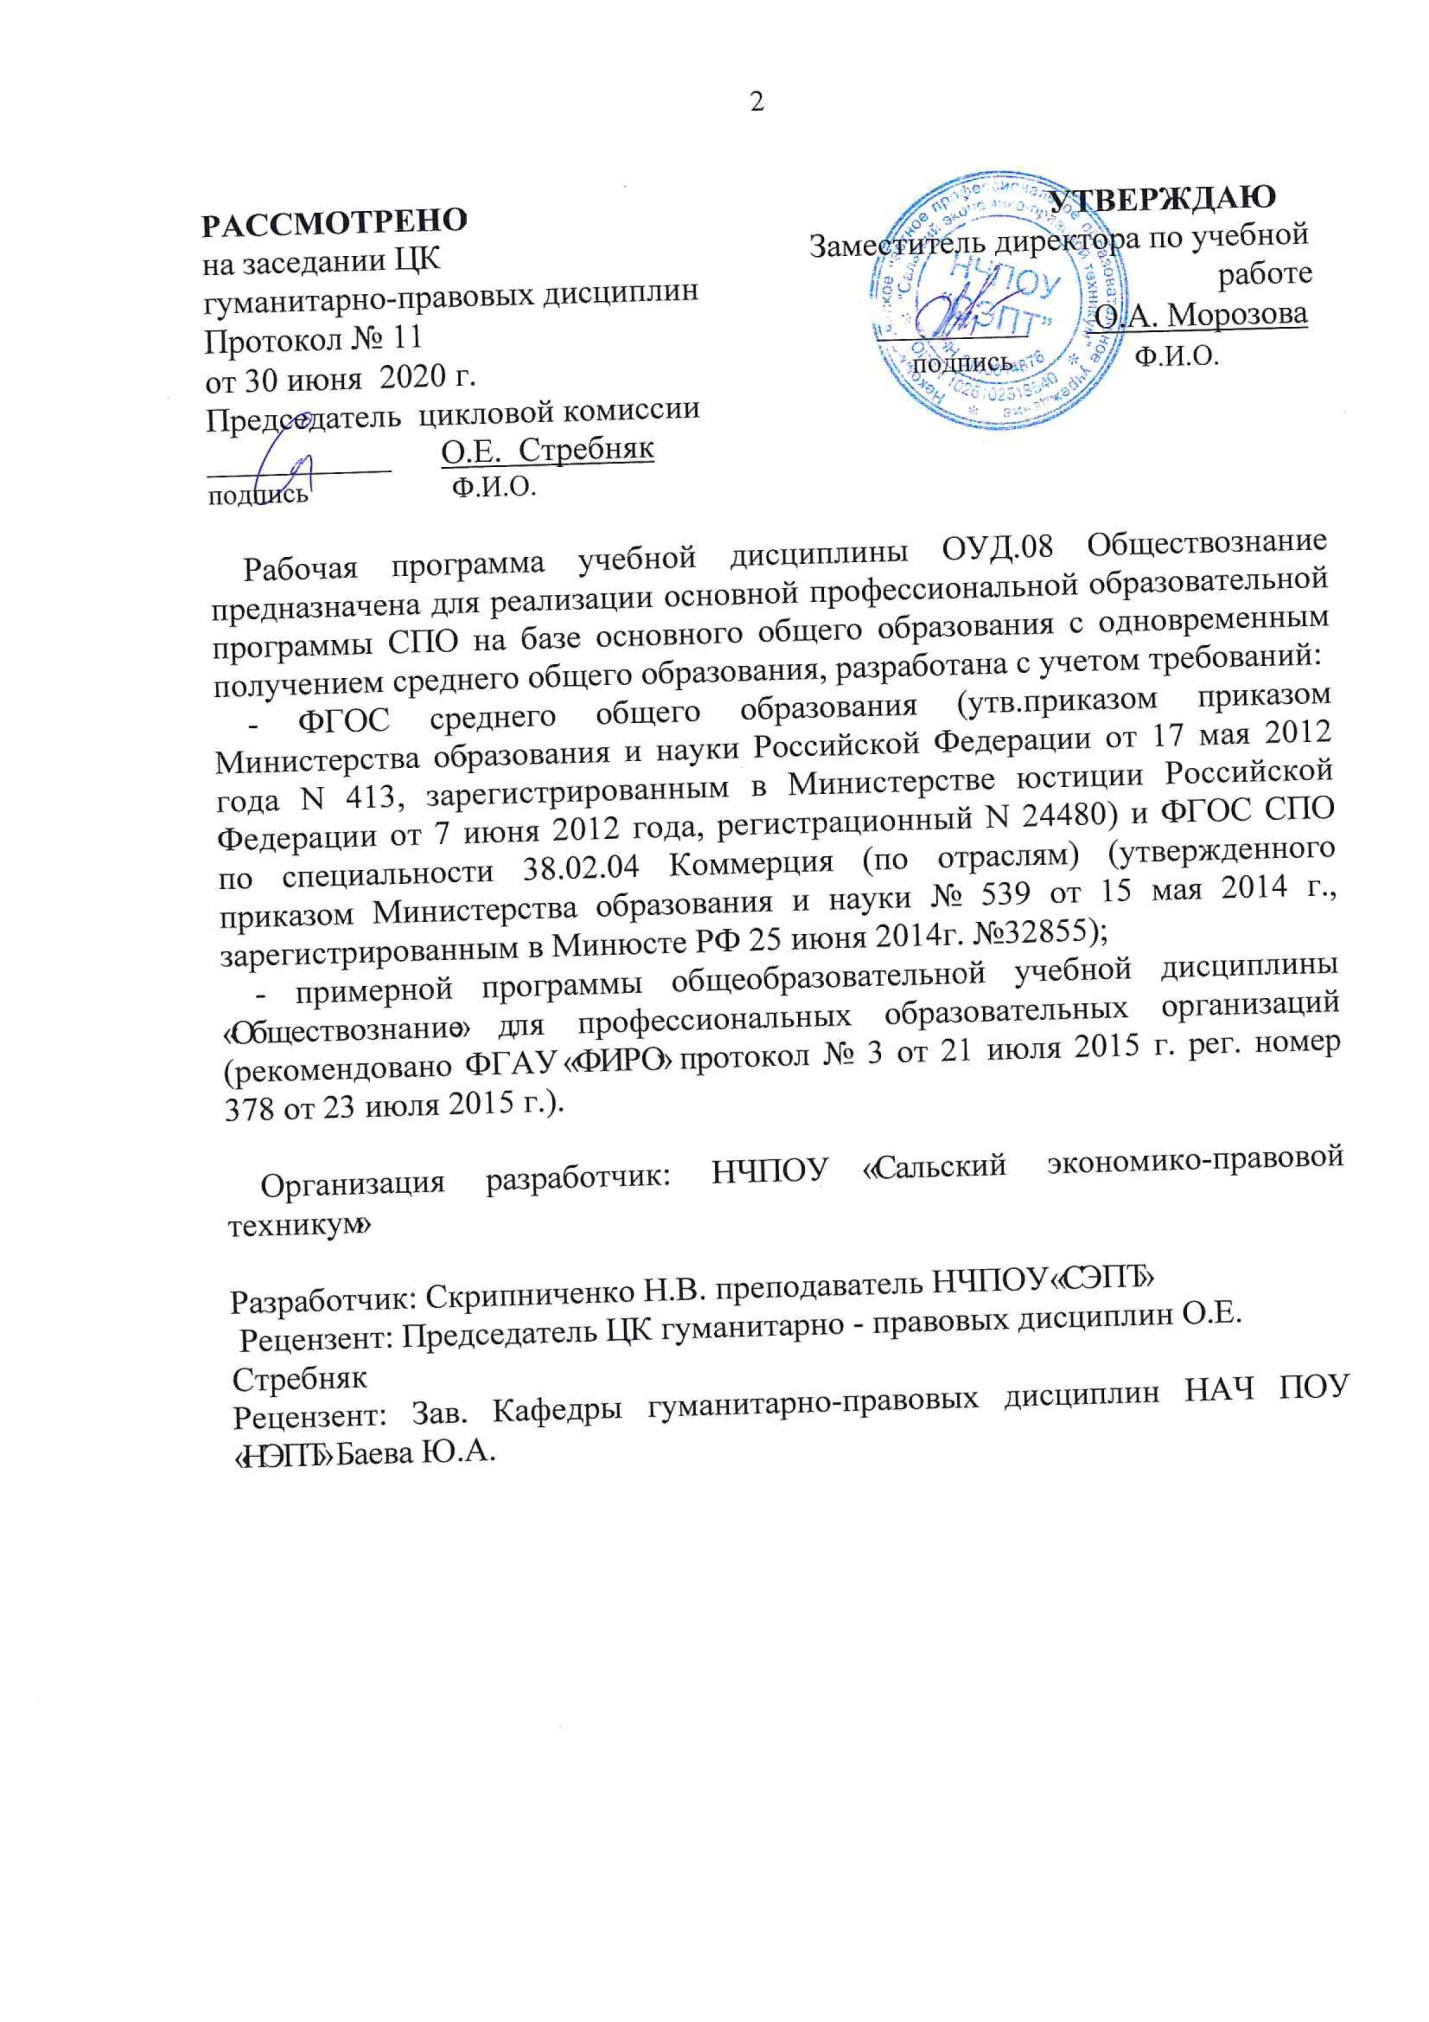 2
РАССМОТРЕНО
на заседании ЦК
гуманитарно-правовых дисциплин
Протокол № 11
от 30 июня 2020 г.
Председатель цикловой комиссии
О.Е. Стребняк
подпись Ф.И.О.
УТВЕРЖДАЮ
Заместитель директора по учебной
работе
О.А. Морозова
подпись Ф.И.О.
НЧПОУ
"СЭПТ"
Рабочая программа учебной дисциплины ОУД.08 Обществознание
предназначена для реализации основной профессиональной образовательной
программы СПО на базе основного общего образования с одновременным
получением среднего общего образования, разработана с учетом требований:
- ФГОС среднего общего образования (утв.приказом приказом
Министерства образования и науки Российской Федерации от 17 мая 2012
года N 413, зарегистрированным в Министерстве юстиции Российской
Федерации от 7 июня 2012 года, регистрационный N 24480) и ФГОС СПО
по специальности 38.02.04 Коммерция (по отраслям) (утвержденного
приказом Министерства образования и науки № 539 от 15 мая 2014 г.,
зарегистрированным в Минюсте РФ 25 июня 2014г. №32855);
- примерной программы общеобразовательной учебной дисциплины
«Обществознание» для профессиональных образовательных организаций
(рекомендовано ФГАУ «ФИРО» протокол № 3 от 21 июля 2015 г. рег. номер
378 от 23 июля 2015 г.).
Организация разработчик: НЧПОУ «Сальский экономико-правовой
техникум»
Разработчик: Скрипниченко Н.В. преподаватель НЧПОУ«СЭПТ»
Рецензент: Председатель ЦК гуманитарно - правовых дисциплин О.Е.
Стребняк
Рецензент: Зав. Кафедры гуманитарно-правовых дисциплин НАЧ ПОУ
«НЭПТ» Баева Ю.А.